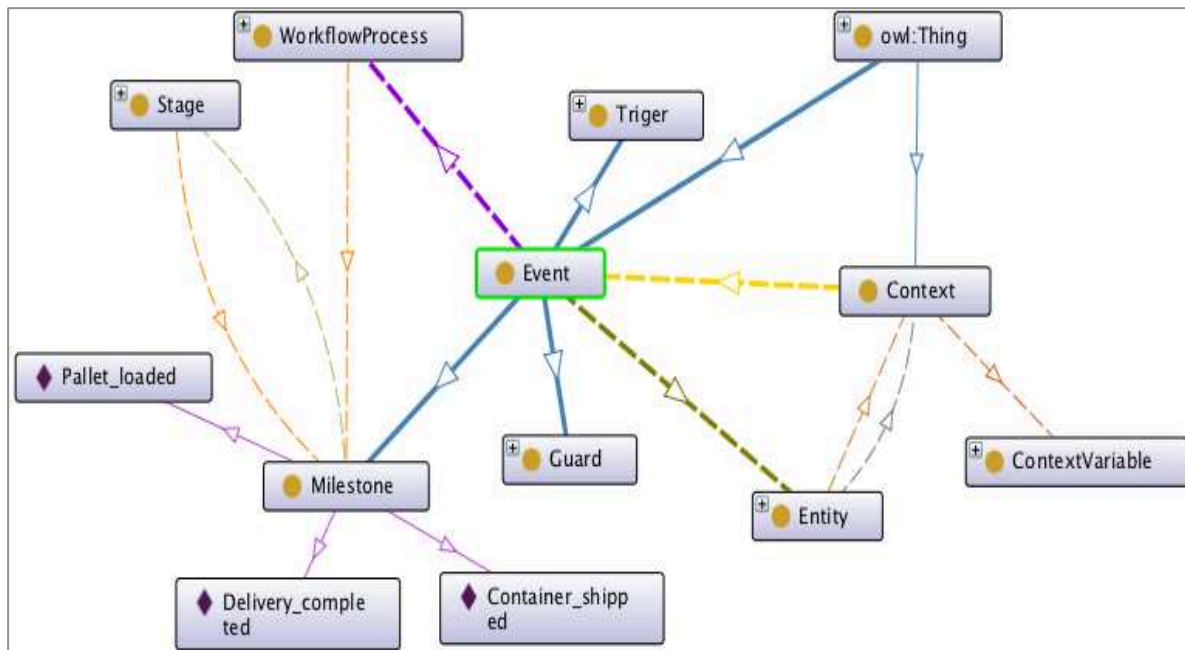 WorkflowProcess
owl:Thing
Stage
Triger
Event
Context
Pallet_loaded
Guard
ContextVariable
Milestone
Entity
Delivery_comple
ted
Container_shipp
ed